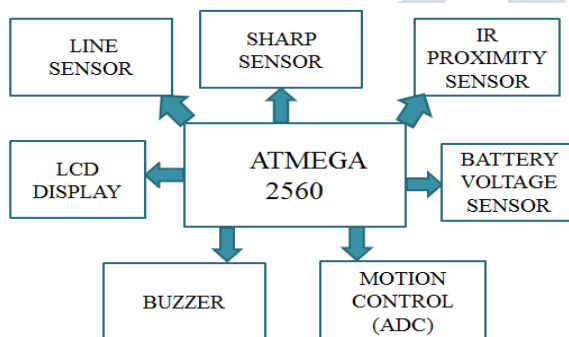 LINE
SENSOR
SHARP
SENSOR
IR
PROXIMITY
SENSOR
LCD
DISPLAY
ATMEGA
2560
BATTERY
VOLTAGE
SENSOR
BUZZER
MOTION
CONTROL
(ADC)